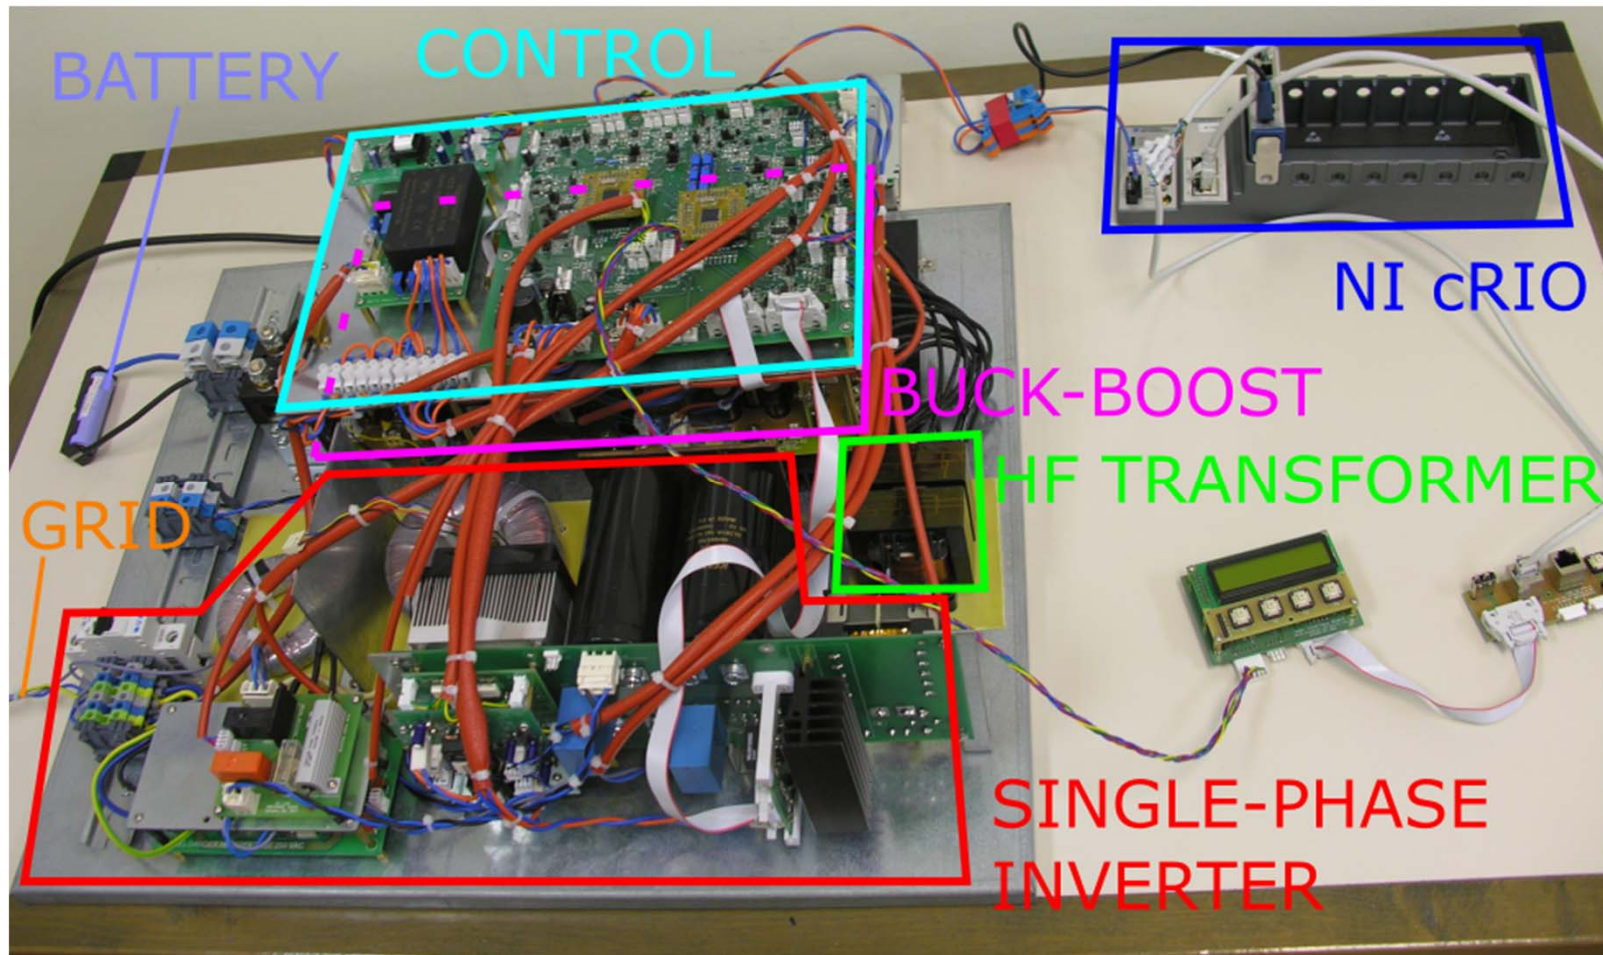 BATTERY
CONTROL
NI cRIO
BUCK-BOOST
HF TRANSFORMER
GRID
SINGLE-PHASE
INVERTER